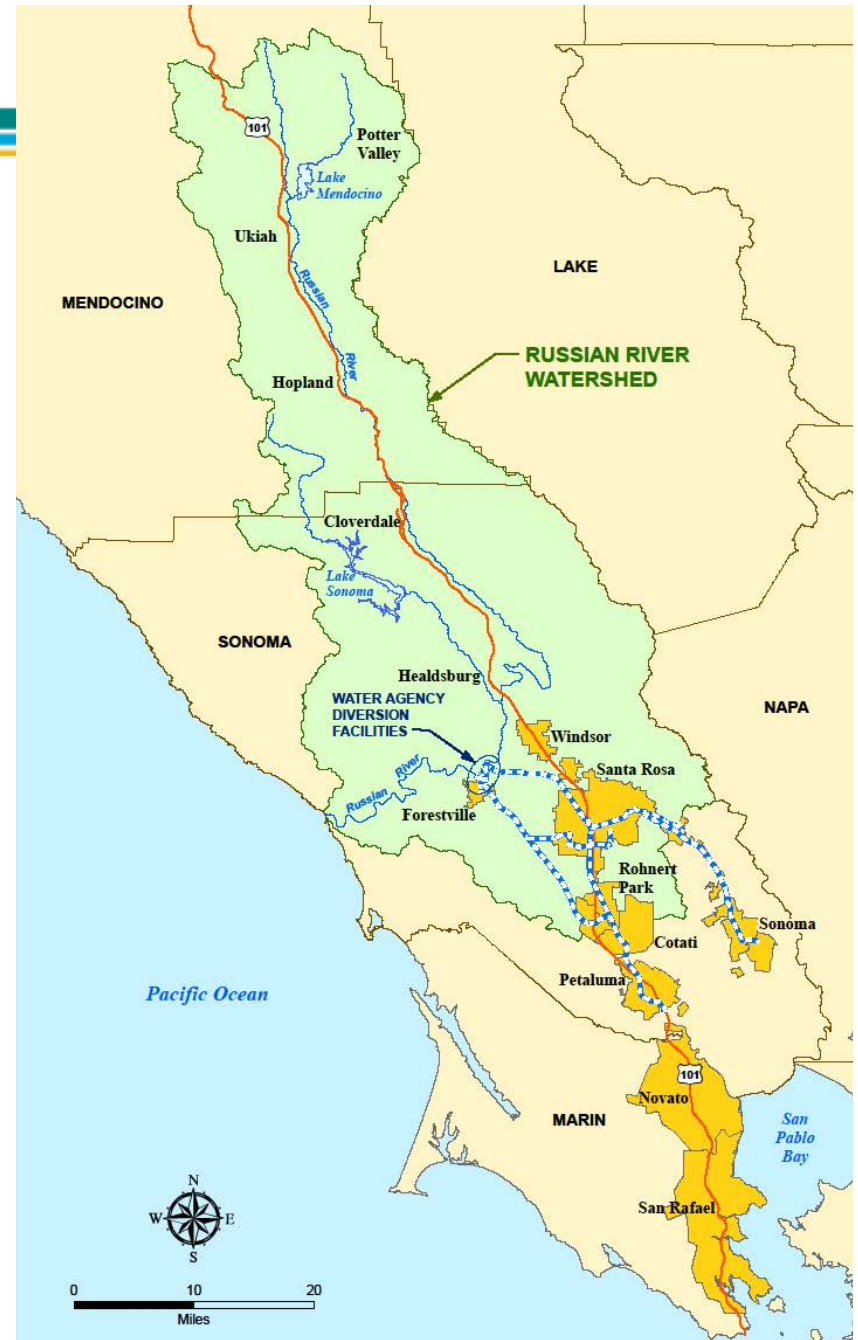 101
Potter
Valley
Lake
Mendocino
Ukiah
LAKE
Russian
River
MENDOCINO
RUSSIAN RIVER
WATERSHED
Hopland
Cloverdale
Lake
Sonoma
SONOMA
Healdsburg
WATER AGENCY
DIVERSION
FACILITIES
NAPA
Windsor
Santa Rosa
Russian River
Forestville
Rohnert
Park
Sonoma
Cotati
Petaluma
Pacific Ocean
101
Novato
MARIN
San
Pablo
Bay
San Rafael
N
W
E
S
0
10
20
Miles